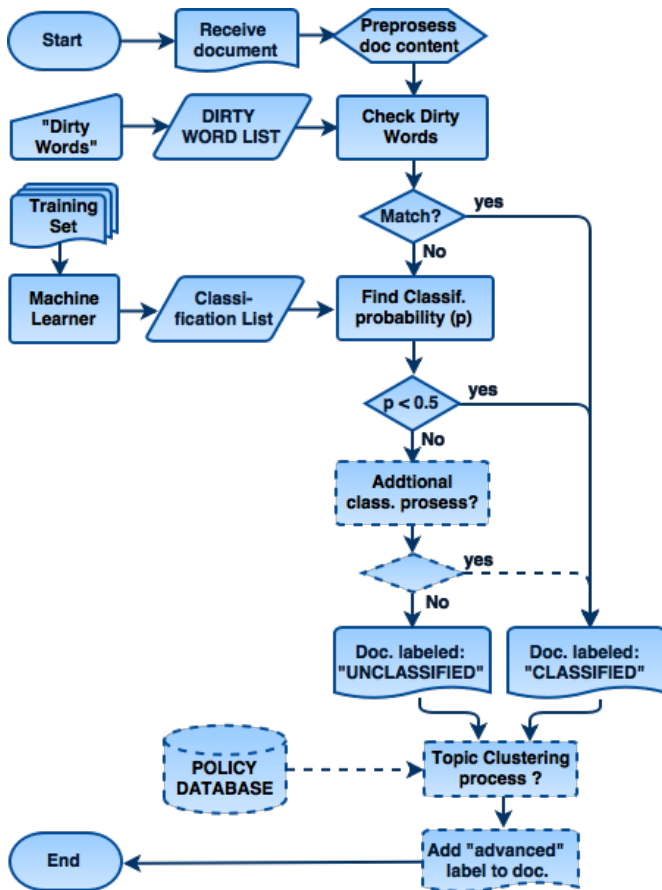 Start
Receive
document
Preprosess
doc content
"Dirty
Words"
DIRTY
WORD LIST
Check Dirty
Words
Training
Set
Match?
yes
No
Machine
Learner
Classi-
fication List
Find Classif.
probability (p)
p < 0.5
yes
No
Addtional
class. prosess?
yes
No
Doc. labeled:
"UNCLASSIFIED"
Doc. labeled:
"CLASSIFIED"
POLICY
DATABASE
Topic Clustering
process ?
End
Add "advanced"
label to doc.